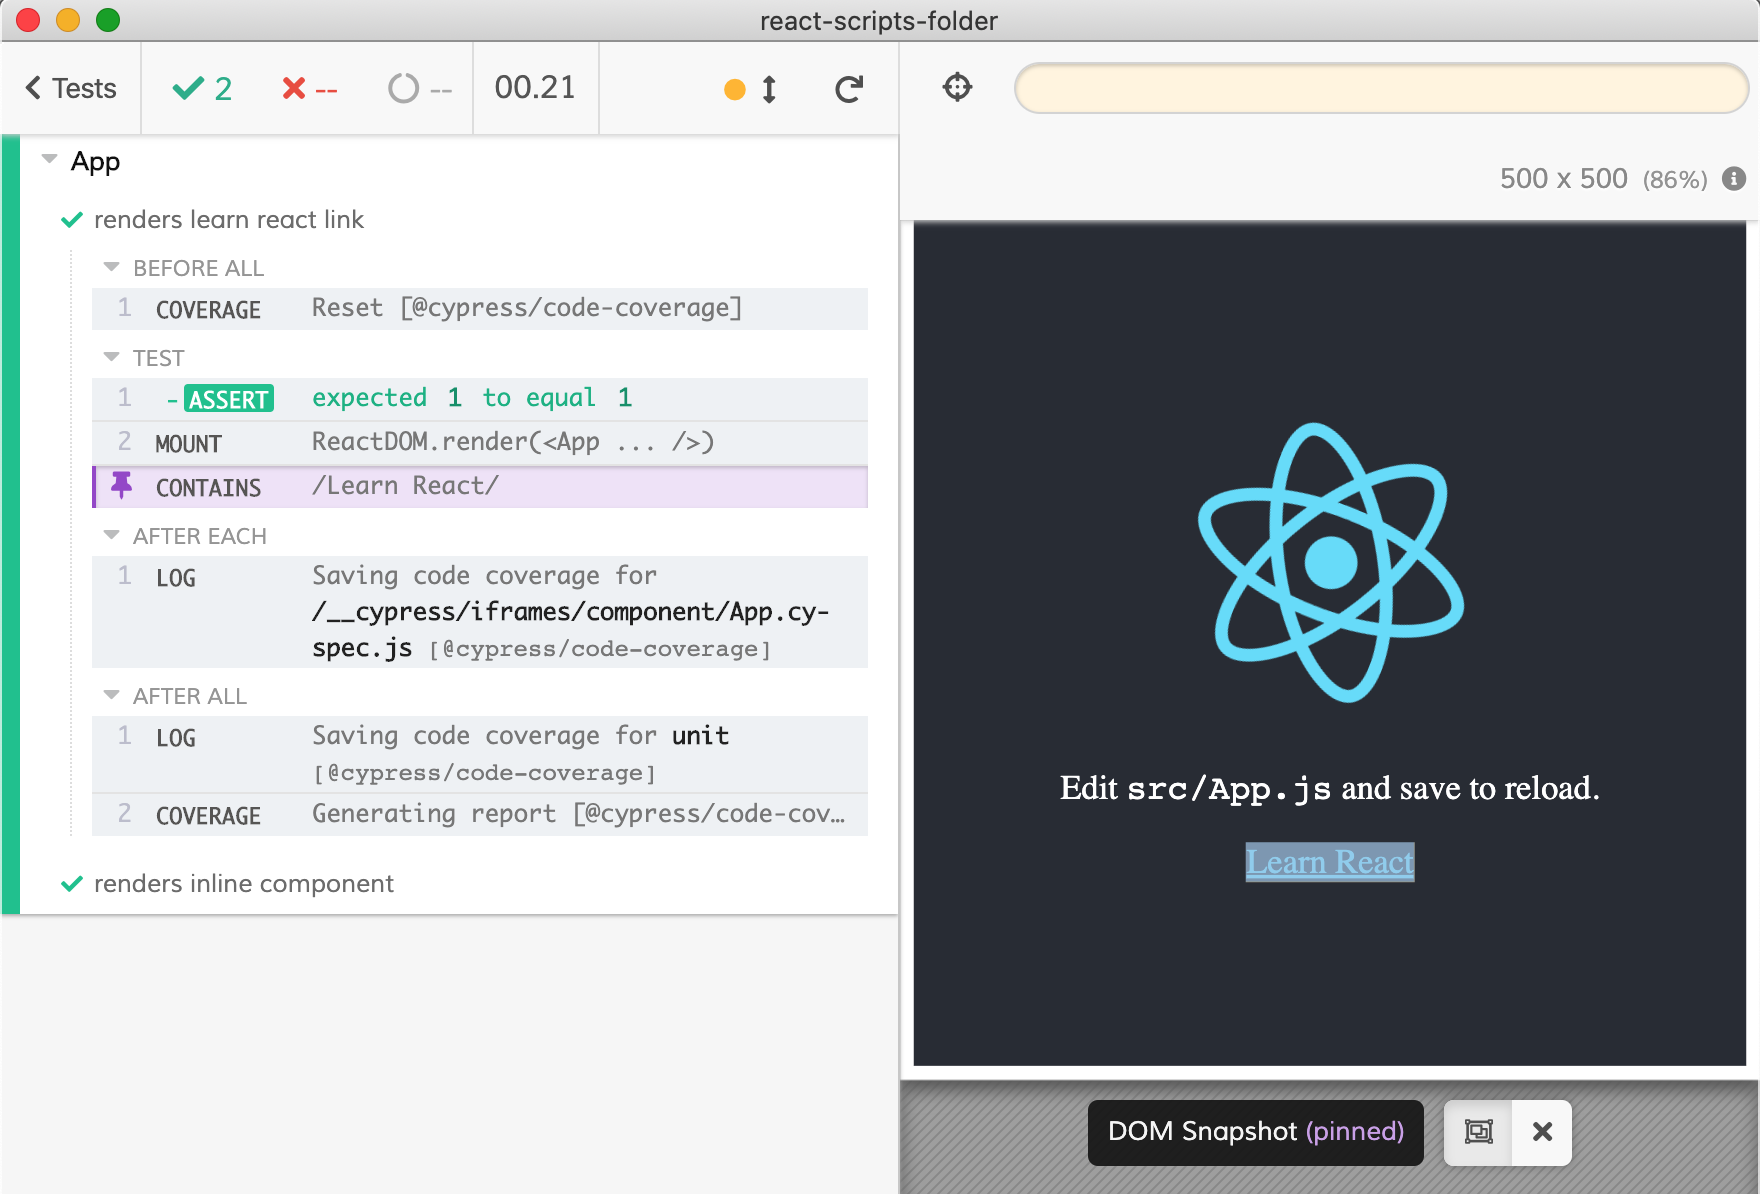 react-scripts-folder
Tests
2
--
--
00.21
500 x 500 (86%)
App
renders learn react link
BEFORE ALL
1 COVERAGE Reset [@cypress/code-coverage]
TEST
1 -ASSERT expected 1 to equal 1
2 MOUNT ReactDOM.render(<App ... />)
CONTAINS /Learn React/
AFTER EACH
1 LOG Saving code coverage for
/__cypress/iframes/component/App.cy-
spec.js [@cypress/code-coverage]
AFTER ALL
1 LOG Saving code coverage for unit
[@cypress/code-coverage]
2 COVERAGE Generating report [@cypress/code-cov…
renders inline component
Edit src/App.js and save to reload.
Learn React
DOM Snapshot (pinned)